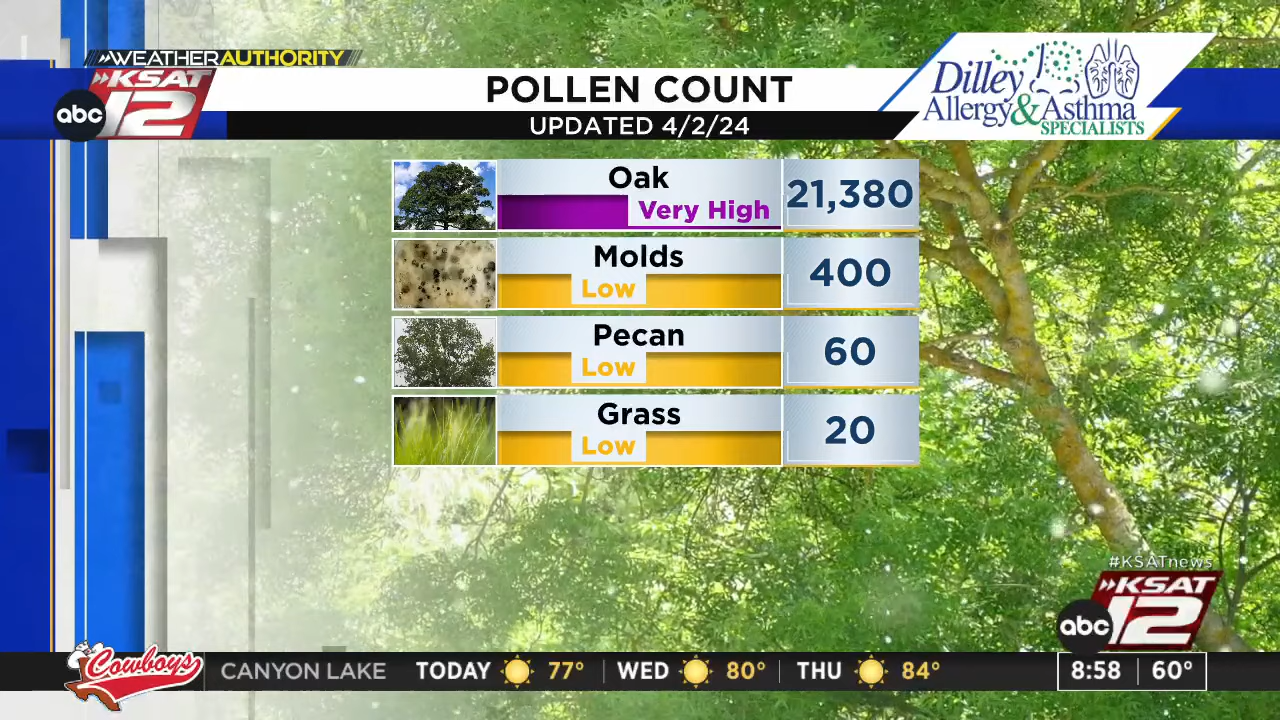 WEATHERAUTHORITY
KSAT
abc 12
POLLEN COUNT
UPDATED 4/2/24
Dilley
Allergy&Asthma
SPECIALISTS
Oak
Very High
21,380
Molds
Low
400
Pecan
Low
60
Grass
Low
20
#KSATnews
KSAT
abc 12
Cowboys
CANYON LAKE TODAY 77° WED 80° THU 84°
8:58 60°